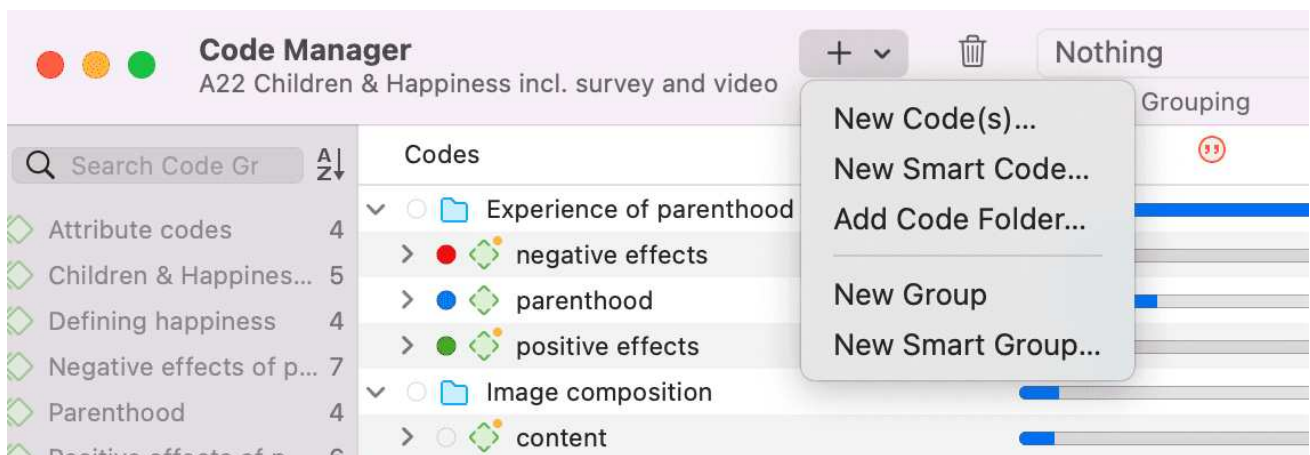 Code Manager
A22 Children & Happiness incl. survey and video
Nothing
Grouping
New Code(s)...
New Smart Code...
Add Code Folder...
New Group
New Smart Group...
Search Code Gr
Attribute codes 4
Children & Happines... 5
Defining happiness 4
Negative effects of p... 7
Parenthood 4
Codes
Experience of parenthood
negative effects
parenthood
positive effects
Image composition
content